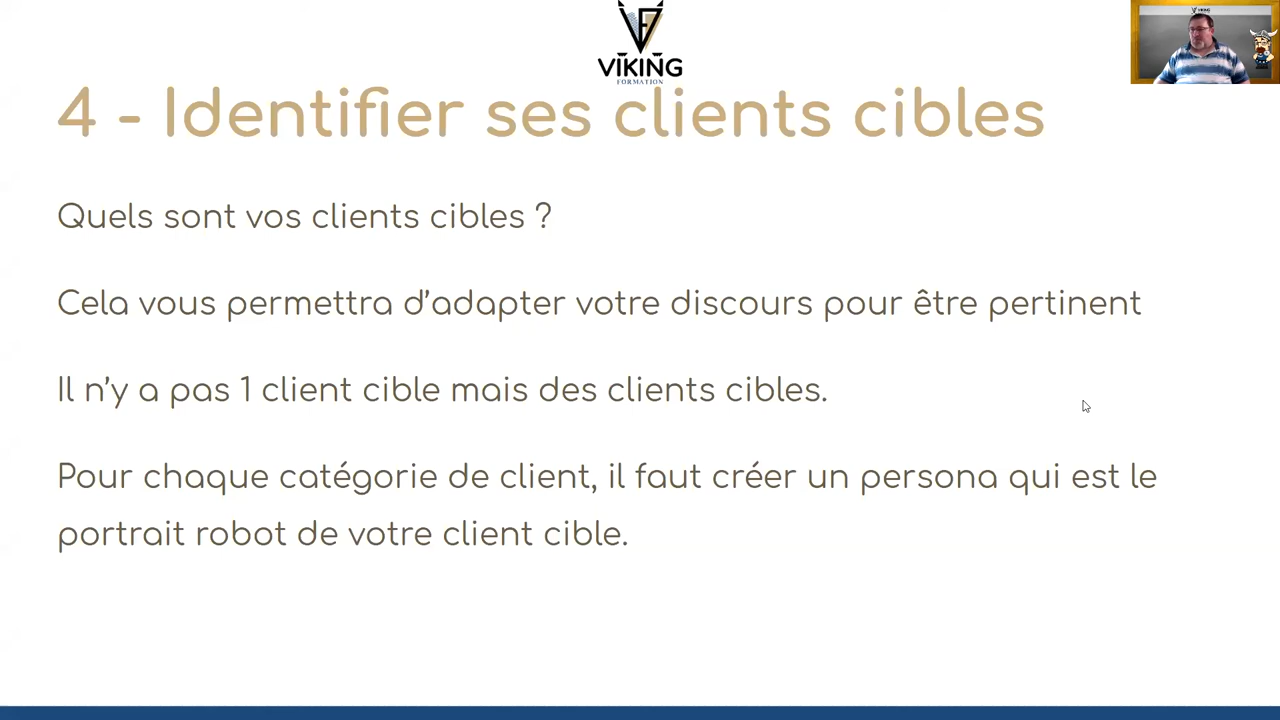 VIKING
FORMATION
VIKING
4 - Identifier ses clients cibles
Quels sont vos clients cibles ?
Cela vous permettra d’adapter votre discours pour être pertinent
Il n’y a pas 1 client cible mais des clients cibles.
Pour chaque catégorie de client, il faut créer un persona qui est le
portrait robot de votre client cible.